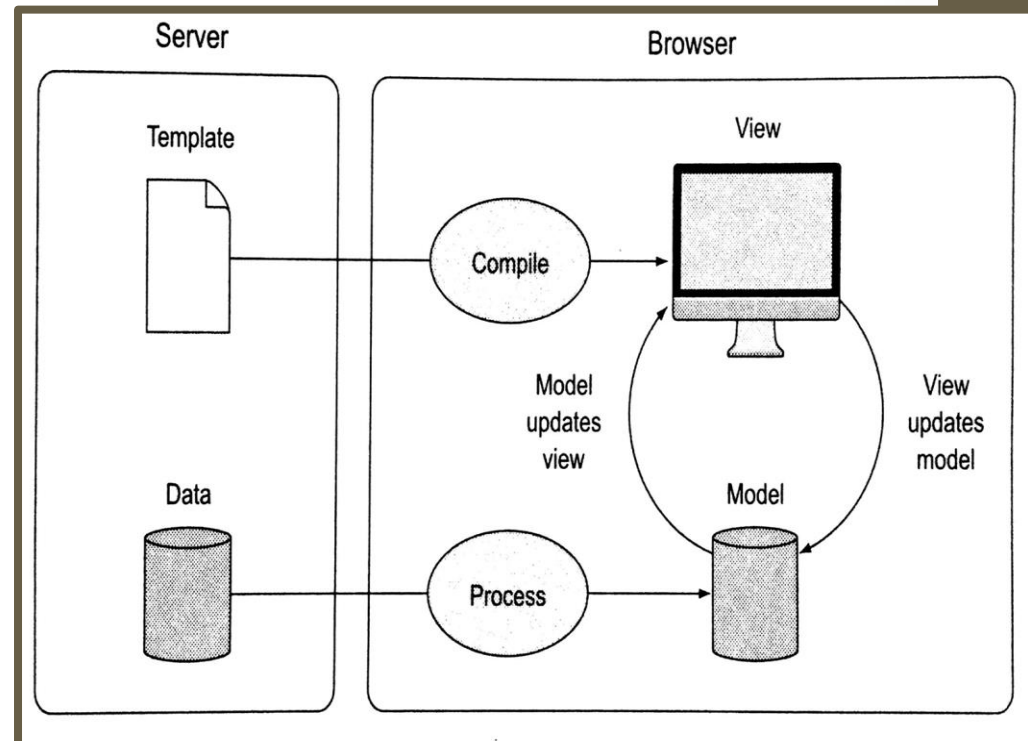 Server
Browser
Template
View
Compile
Model
updates
view
View
updates
model
Data
Model
Process